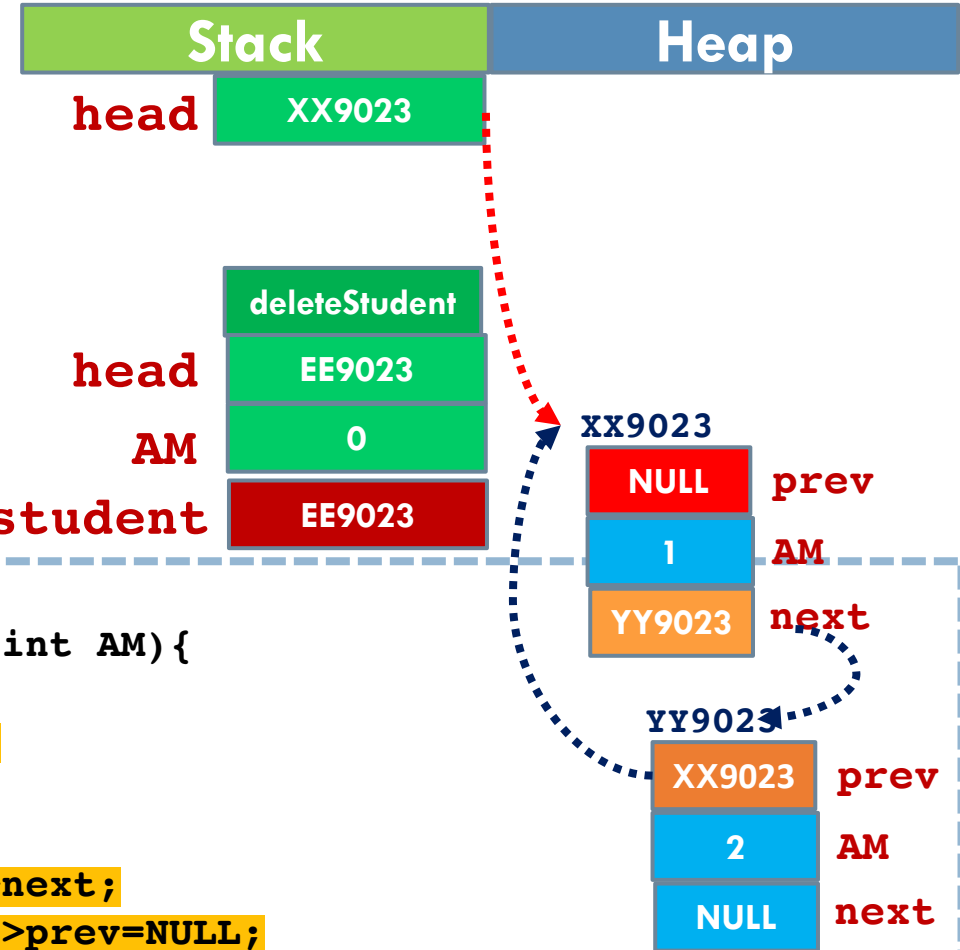 Stack Heap
head XX9023
deleteStudent
head EE9023
AM 0
student EE9023
XX9023
NULL prev
1 AM
YY9023 next
int AM){
YY9023
XX9023 prev
2 AM
next;
NULL next
>prev=NULL;